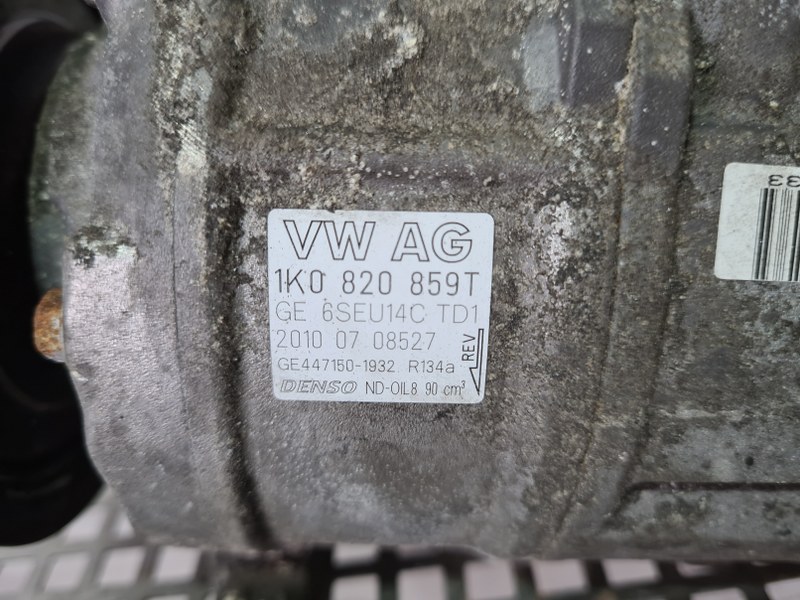 VW AG
1K0 820 859T
GE 6SEU14C TD1
2010 07 08527
REV
GE447150-1932 R134a
DENSO ND-OIL8 90 cm³
33